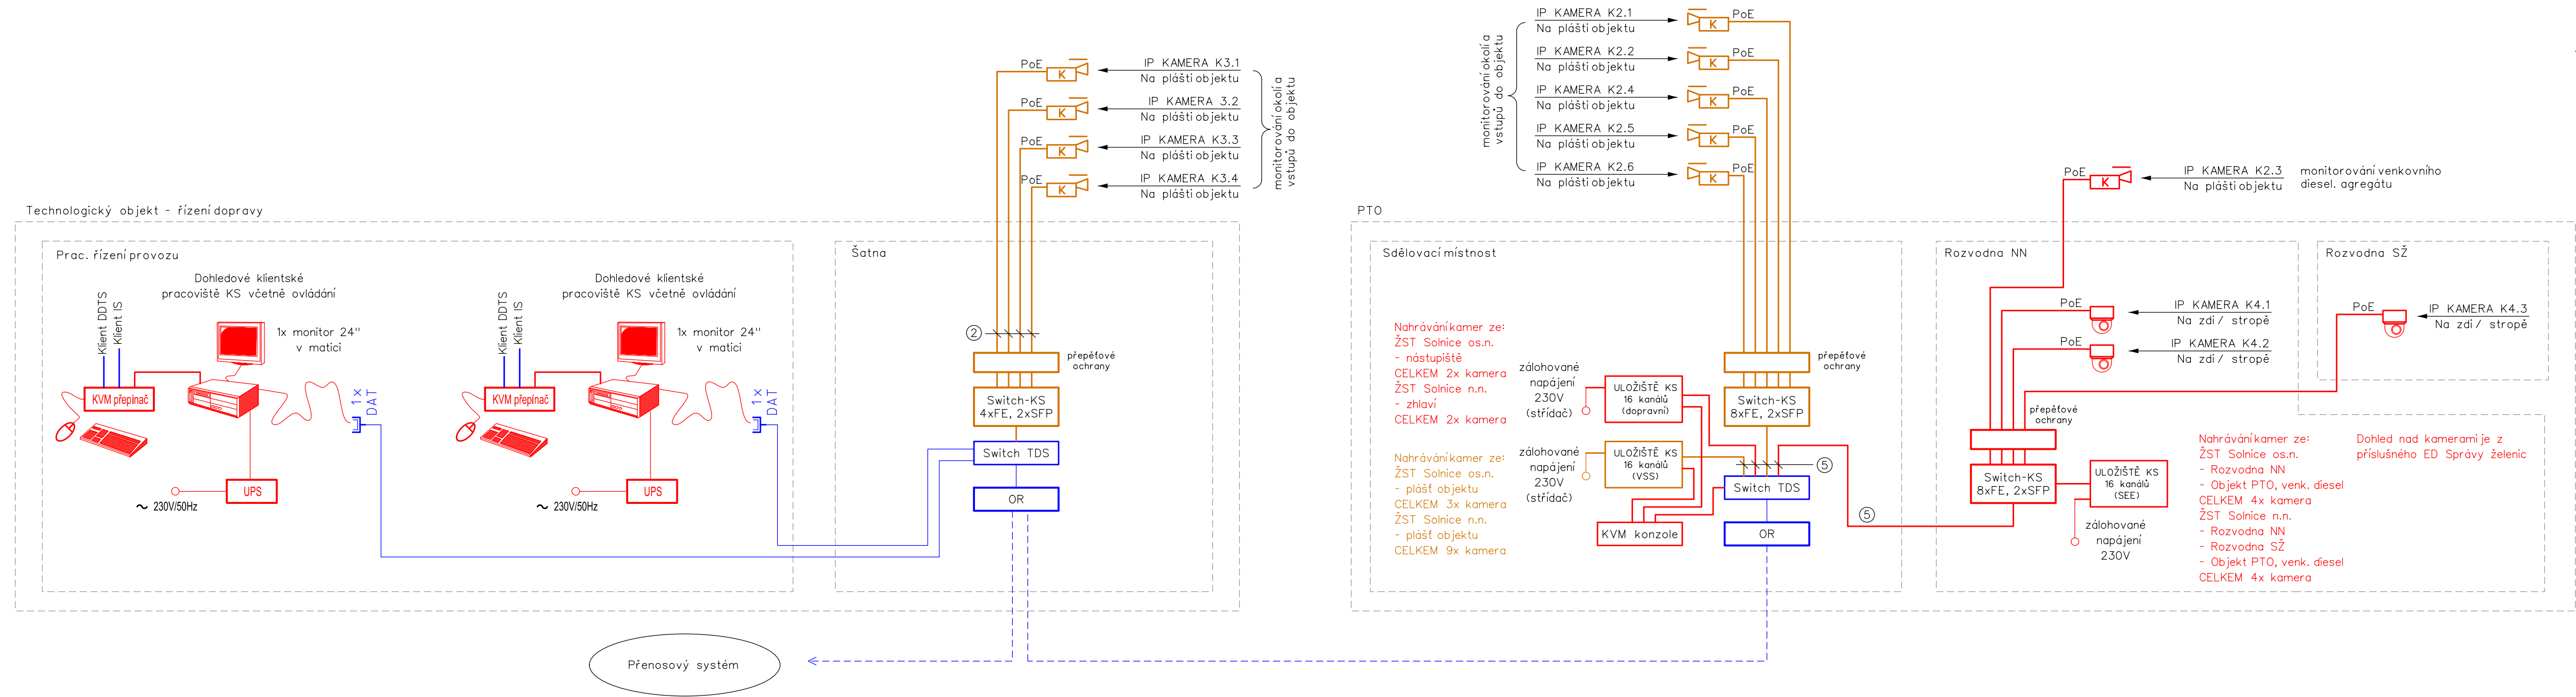 Technologický objekt - řízení dopravy
Prac. řízení provozu
Dohledové klientské
pracoviště KS včetně ovládání
Klient DDTS
Klient IS
1x monitor 24"
v matici
KVM přepínač
1x
DAT
UPS
~ 230V/50Hz
Dohledové klientské
pracoviště KS včetně ovládání
Klient DDTS
Klient IS
1x monitor 24"
v matici
KVM přepínač
1x
DAT
UPS
~ 230V/50Hz
Šatna
PoE
K
IP KAMERA K3.1
Na plášti objektu
PoE
K
IP KAMERA 3.2
Na plášti objektu
PoE
K
IP KAMERA K3.3
Na plášti objektu
PoE
K
IP KAMERA K3.4
Na plášti objektu
monitorování okolí a
vstupů do objektu
2
přepěťové
ochrany
Switch-KS
4xFE, 2xSFP
Switch TDS
OR
Přenosový systém
PTO
monitorování okolí a
vstupů do objektu
IP KAMERA K2.1
Na plášti objektu
K
PoE
IP KAMERA K2.2
Na plášti objektu
K
PoE
IP KAMERA K2.4
Na plášti objektu
K
PoE
IP KAMERA K2.5
Na plášti objektu
K
PoE
IP KAMERA K2.6
Na plášti objektu
K
PoE
Sdělovací místnost
Nahrávání kamer ze:
ŽST Solnice os.n.
- nástupiště
CELKEM 2x kamera
ŽST Solnice n.n.
- zhlaví
CELKEM 2x kamera
Nahrávání kamer ze:
ŽST Solnice os.n.
- plášť objektu
CELKEM 3x kamera
ŽST Solnice n.n.
- plášť objektu
CELKEM 9x kamera
zálohované
napájení
230V
(střídač)
ULOŽIŠTĚ KS
16 kanálů
(dopravní)
zálohované
napájení
230V
(střídač)
ULOŽIŠTĚ KS
16 kanálů
(VSS)
KVM konzole
přepěťové
ochrany
Switch-KS
8xFE, 2xSFP
5
Switch TDS
OR
5
Rozvodna NN
PoE
K
IP KAMERA K2.3
Na plášti objektu
monitorování venkovního
diesel. agregátu
PoE
IP KAMERA K4.1
Na zdi / stropě
PoE
IP KAMERA K4.2
Na zdi / stropě
Rozvodna SŽ
PoE
IP KAMERA K4.3
Na zdi / stropě
přepěťové
ochrany
Switch-KS
8xFE, 2xSFP
ULOŽIŠTĚ KS
16 kanálů
(SEE)
zálohované
napájení
230V
Nahrávání kamer ze:
ŽST Solnice os.n.
- Rozvodna NN
- Objekt PTO, venk. diesel
CELKEM 4x kamera
ŽST Solnice n.n.
- Rozvodna NN
- Rozvodna SŽ
- Objekt PTO, venk. diesel
CELKEM 4x kamera
Dohled nad kamerami je z
příslušného ED Správy želenic